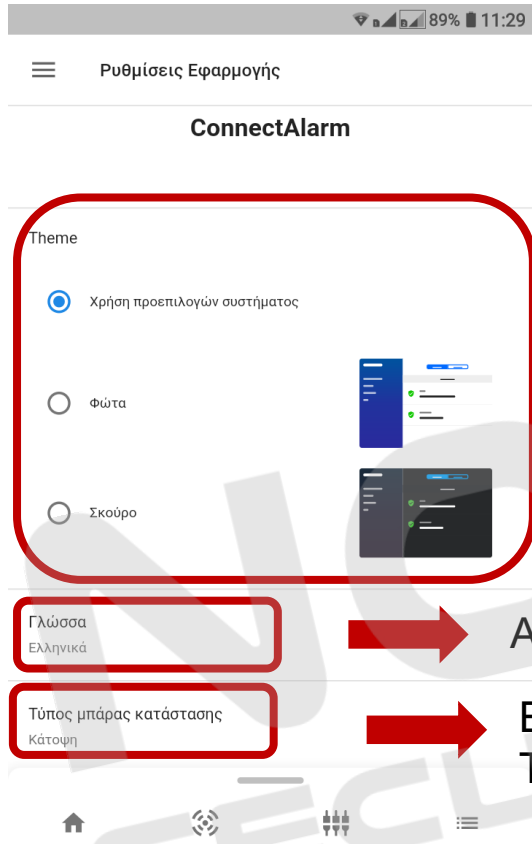 89% 11:29
Ρυθμίσεις Εφαρμογής
ConnectAlarm
Theme
Χρήση προεπιλογών συστήματος
Φώτα
Σκούρο
Γλώσσα
Ελληνικά
Τύπος μπάρας κατάστασης
Κάτοψη